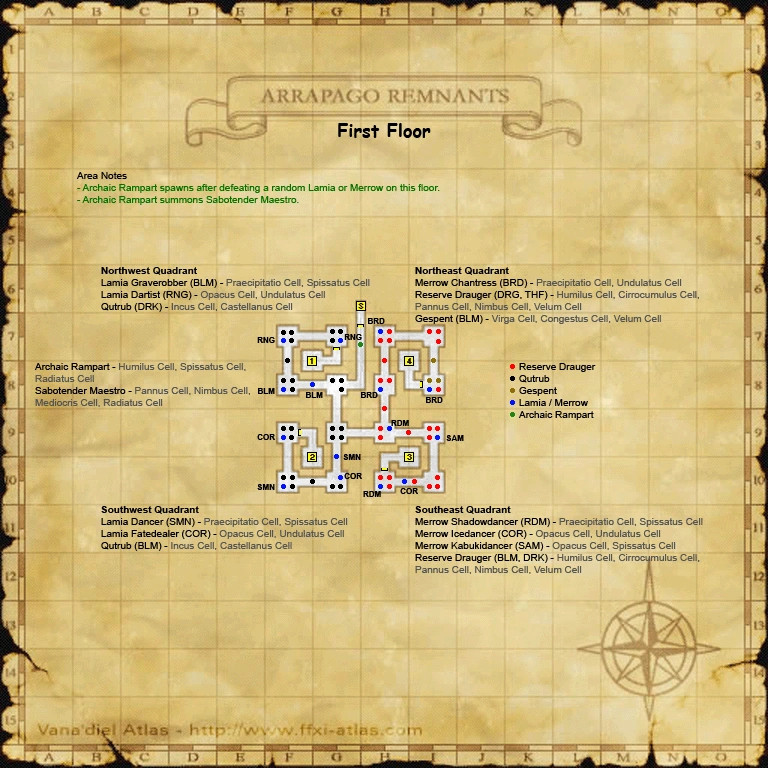 A B C D E F G H I J K L M N O
ARRAPAGO REMNANTS
First Floor
Area Notes
- Archaic Rampart spawns after defeating a random Lamia or Merrow on this floor.
- Archaic Rampart summons Sabotender Maestro.
Northwest Quadrant
Lamia Graverobber (BLM) - Praecipitatio Cell, Spissatus Cell
Lamia Dartist (RNG) - Opacus Cell, Undulatus Cell
Qutrub (DRK) - Incus Cell, Castellanus Cell
Northeast Quadrant
Merrow Chantress (BRD) - Praecipitatio Cell, Undulatus Cell
Reserve Drauger (DRG, THF) - Humilus Cell, Cirrocumulus Cell,
Pannus Cell, Nimbus Cell, Velum Cell
Gespent (BLM) - Virga Cell, Congestus Cell, Velum Cell
Archaic Rampart - Humilus Cell, Spissatus Cell,
Radiatus Cell
Sabotender Maestro - Pannus Cell, Nimbus Cell,
Mediocris Cell, Radiatus Cell
S
BRD
RNG
RNG
1
4
BLM
BLM
BRD
BRD
RDM
COR
SAM
2
SMN
3
COR
SMN
RDM
COR
Reserve Drauger
Qutrub
Gespent
Lamia / Merrow
Archaic Rampart
Southwest Quadrant
Lamia Dancer (SMN) - Praecipitatio Cell, Spissatus Cell
Lamia Fatedealer (COR) - Opacus Cell, Undulatus Cell
Qutrub (BLM) - Incus Cell, Castellanus Cell
Southeast Quadrant
Merrow Shadowdancer (RDM) - Praecipitatio Cell, Spissatus Cell
Merrow Icedancer (COR) - Opacus Cell, Undulatus Cell
Merrow Kabukidancer (SAM) - Opacus Cell, Spissatus Cell
Reserve Drauger (BLM, DRK) - Humilus Cell, Cirrocumulus Cell,
Pannus Cell, Nimbus Cell, Velum Cell
1
2
3
4
5
6
7
8
9
10
11
12
13
14
15
Vana'diel Atlas - http://www.ffxi-atlas.com
A B C D E F G H I J K L M N O